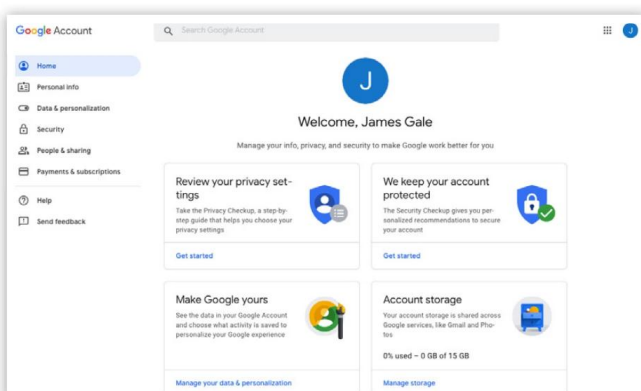 Google Account
Search Google Account
J
Home
Personal info
Data & personalization
Security
People & sharing
Payments & subscriptions
Help
Send feedback
J
Welcome, James Gale
Manage your info, privacy, and security to make Google work better for you
Review your privacy set-
tings
Take the Privacy Checkup, a step-by-
step guide that helps you choose your
privacy settings
Get started
We keep your account
protected
The Security Checkup gives you per-
sonalized recommendations to secure
your account
Get started
Make Google yours
See the data in your Google Account
and choose what activity is saved to
personalize your Google experience
Manage your data & personalization
Account storage
Your account storage is shared across
Google services, like Gmail and Pho-
tos
0% used – 0 GB of 15 GB
Manage storage